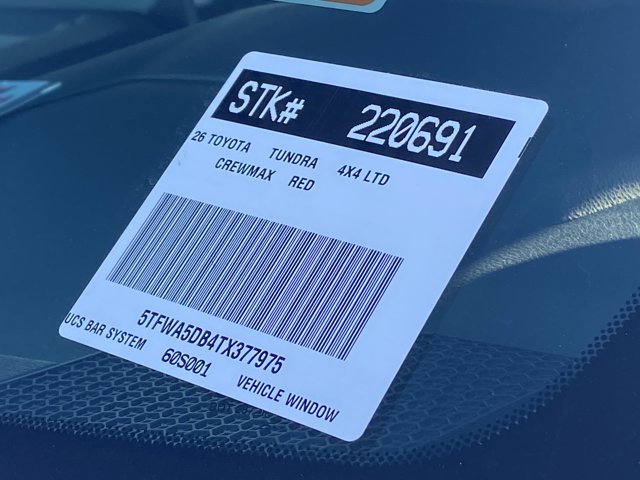 STK# 220691
26 TOYOTA TUNDRA 4X4 LTD
CREWMAX RED
5TFWA5DB4TX377975
UCS BAR SYSTEM 60S001 VEHICLE WINDOW